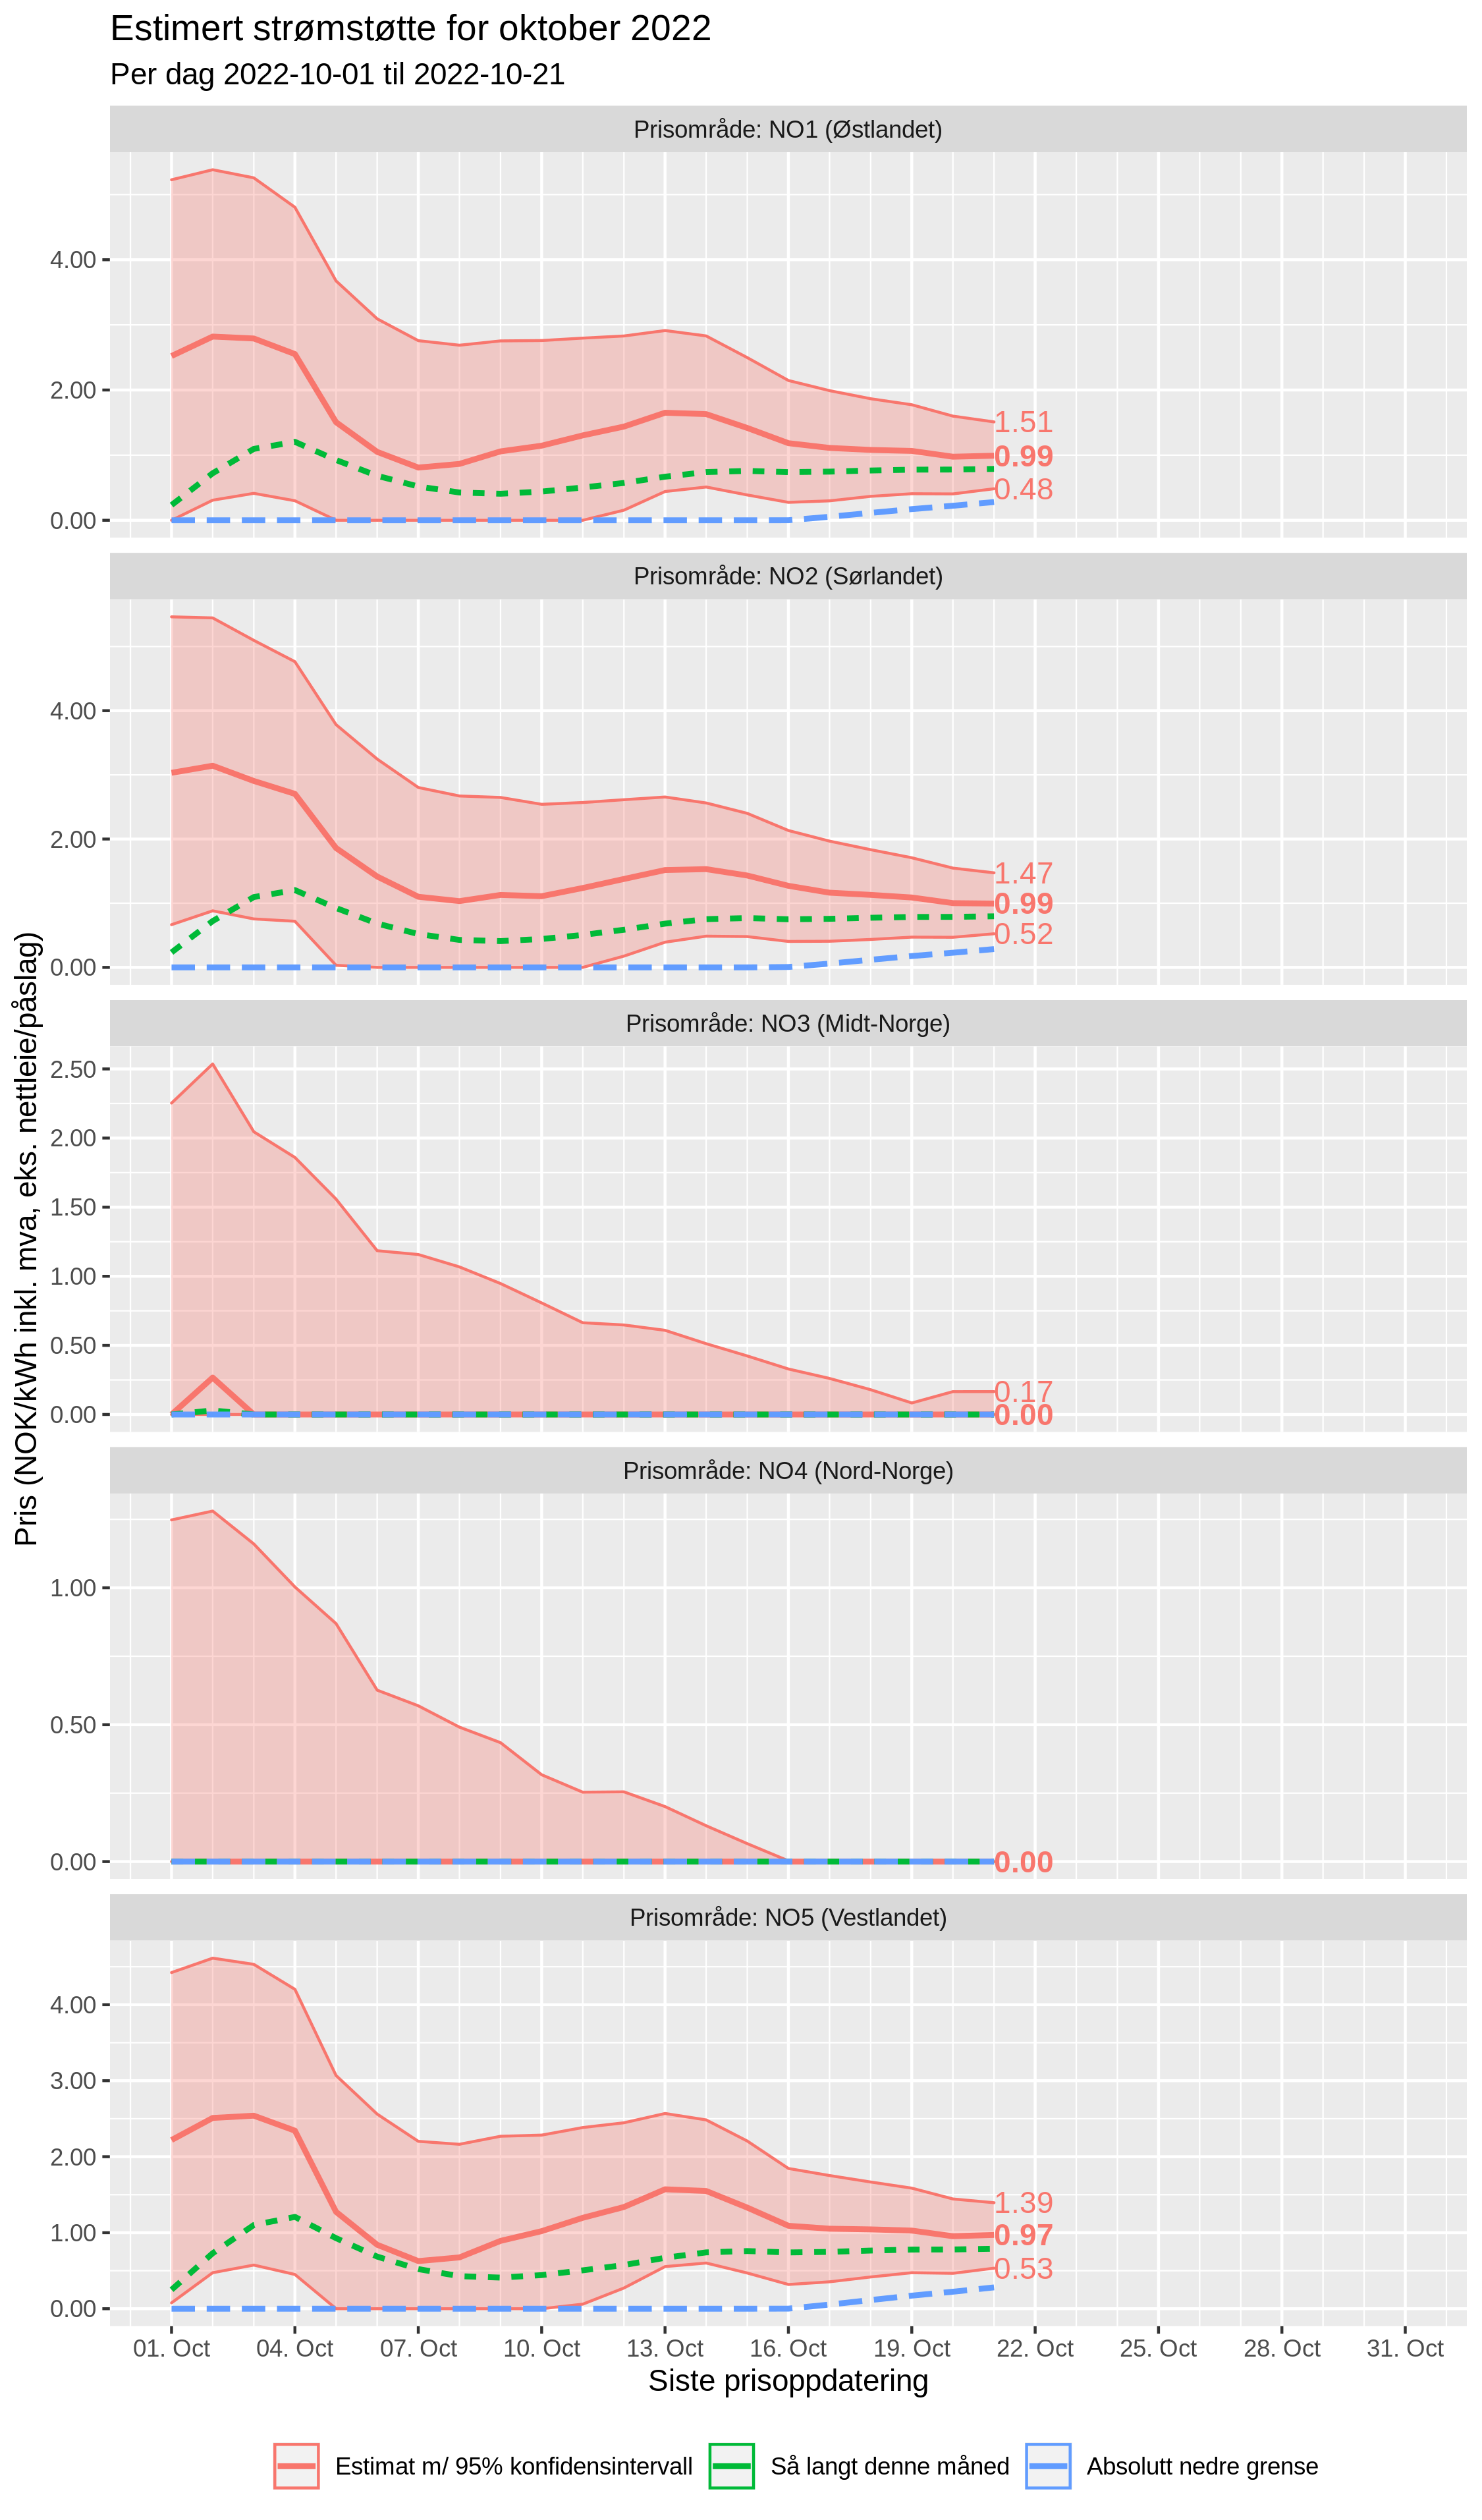 Estimert strømstøtte for oktober 2022
Per dag 2022-10-01 til 2022-10-21
Pris (NOK/kWh inkl. mva, eks. nettleie/påslag)
Prisområde: NO1 (Østlandet)
4.00
2.00
0.00
1.51
0.99
0.48
Prisområde: NO2 (Sørlandet)
4.00
2.00
0.00
1.47
0.99
0.52
Prisområde: NO3 (Midt-Norge)
2.50
2.00
1.50
1.00
0.50
0.00
0.17
0.00
Prisområde: NO4 (Nord-Norge)
1.00
0.50
0.00
0.00
Prisområde: NO5 (Vestlandet)
4.00
3.00
2.00
1.00
0.00
1.39
0.97
0.53
01. Oct 04. Oct 07. Oct 10. Oct 13. Oct 16. Oct 19. Oct 22. Oct 25. Oct 28. Oct 31. Oct
Siste prisoppdatering
Estimat m/ 95% konfidensintervall Så langt denne måned Absolutt nedre grense